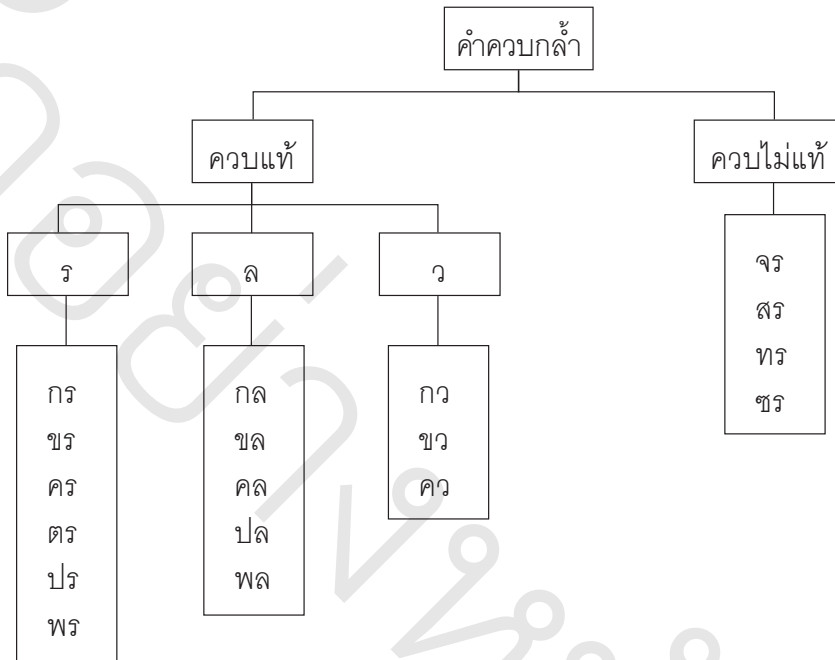 คำควบกล้ำ
ควบแท้
ควบไม่แท้
ร
ล
ว
กร
ขร
คร
ตร
ปร
พร
กล
ขล
คล
ปล
พล
กว
ขว
คว
จร
สร
ทร
ซร